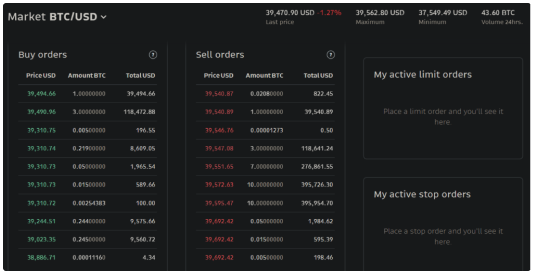 Market BTC/USD
39,470.90 USD -1.27%
Last price
39,562.80 USD
Maximum
37,549.49 USD
Minimum
43.60 BTC
Volume 24hrs.
Buy orders
Price USD Amount BTC Total USD
39,494.66 1.00000000 39,494.66
39,490.96 3.00000000 118,472.88
39,310.75 0.00500000 196.55
39,310.74 0.21900000 8,609.05
39,310.73 0.05000000 1,965.54
39,310.73 0.01500000 589.66
39,310.72 0.00254383 100.00
39,244.51 0.24400000 9,575.66
39,023.35 0.24500000 9,560.72
38,886.71 0.00011160 4.34
Sell orders
Price USD Amount BTC Total USD
39,540.87 0.02080000 822.45
39,540.89 1.00000000 39,540.89
39,546.76 0.00001273 0.50
39,547.08 3.00000000 118,641.24
39,551.65 7.00000000 276,861.55
39,572.63 10.00000000 395,726.30
39,595.47 10.00000000 395,954.70
39,692.42 0.05000000 1,984.62
39,692.42 0.01500000 595.39
39,692.42 0.00500000 198.46
My active limit orders
Place a limit order and you'll see it
here.
My active stop orders
Place a stop order and you'll see it
here.